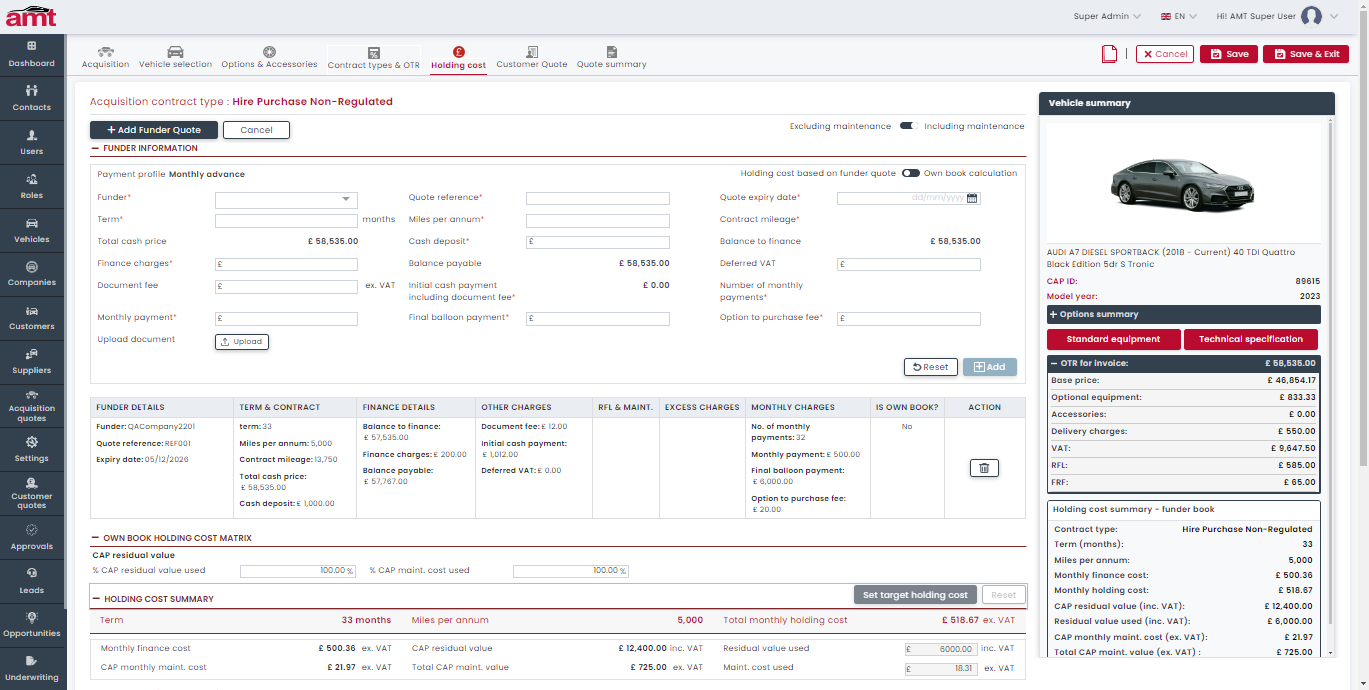 amt
Super Admin EN Hi! AMT Super User
Dashboard
Contacts
Users
Roles
Vehicles
Companies
Customers
Suppliers
Acquisition
quotes
Settings
Customer
quotes
Approvals
Leads
Opportunities
Underwriting
Acquisition Vehicle selection Options & Accessories Contract types & OTR Holding cost Customer Quote Quote summary
Cancel Save Save & Exit
Acquisition contract type : Hire Purchase Non-Regulated
+ Add Funder Quote Cancel
Excluding maintenance Including maintenance
FUNDER INFORMATION
Payment profile Monthly advance Holding cost based on funder quote Own book calculation
Funder* Quote reference* Quote expiry date* dd/mm/yyyy
Term* months Miles per annum* Contract mileage*
Total cash price £ 58,535.00 Cash deposit* £ Balance to finance £ 58,535.00
Finance charges* £ Balance payable £ 58,535.00 Deferred VAT £
Document fee £ ex. VAT Initial cash payment £ 0.00 Number of monthly
including document fee* payments*
Monthly payment* £ Final balloon payment* £ Option to purchase fee* £
Upload document Upload
Reset Add
FUNDER DETAILS TERM & CONTRACT FINANCE DETAILS OTHER CHARGES RFL & MAINT. EXCESS CHARGES MONTHLY CHARGES IS OWN BOOK? ACTION
Funder: QACompany2201
Quote reference: REF001
Expiry date: 05/12/2026
term: 33
Miles per annum: 5,000
Contract mileage: 13,750
Total cash price:
£ 58,535.00
Cash deposit: £ 1,000.00
Balance to finance:
£ 57,535.00
Finance charges: £ 200.00
Balance payable:
£ 57,767.00
Document fee: £ 12.00
Initial cash payment:
£ 1,012.00
Deferred VAT: £ 0.00
No. of monthly
payments: 32
Monthly payment: £ 500.00
Final balloon payment:
£ 6,000.00
Option to purchase fee:
£ 20.00
No
OWN BOOK HOLDING COST MATRIX
CAP residual value
% CAP residual value used 100.00 % % CAP maint. cost used 100.00 %
HOLDING COST SUMMARY Set target holding cost Reset
Term 33 months Miles per annum 5,000 Total monthly holding cost £ 518.67 ex. VAT
Monthly finance cost £ 500.36 ex. VAT CAP residual value £ 12,400.00 inc. VAT Residual value used £ 6000.00 inc. VAT
CAP monthly maint. cost £ 21.97 ex. VAT Total CAP maint. value £ 725.00 ex. VAT Maint. cost used £ 18.31 ex. VAT
Vehicle summary
AUDI A7 DIESEL SPORTBACK (2018 - Current) 40 TDI Quattro
Black Edition 5dr S Tronic
CAP ID: 89615
Model year: 2023
+ Options summary
Standard equipment Technical specification
OTR for invoice: £ 58,535.00
Base price: £ 46,854.17
Optional equipment: £ 833.33
Accessories: £ 0.00
Delivery charges: £ 550.00
VAT: £ 9,647.50
RFL: £ 585.00
FRF: £ 65.00
Holding cost summary - funder book
Contract type: Hire Purchase Non-Regulated
Term (months): 33
Miles per annum: 5,000
Monthly finance cost: £ 500.36
Monthly holding cost: £ 518.67
CAP residual value (inc. VAT): £ 12,400.00
Residual value used (inc. VAT): £ 6,000.00
CAP monthly maint. cost (ex. VAT): £ 21.97
Total CAP maint. value (ex. VAT) : £ 725.00